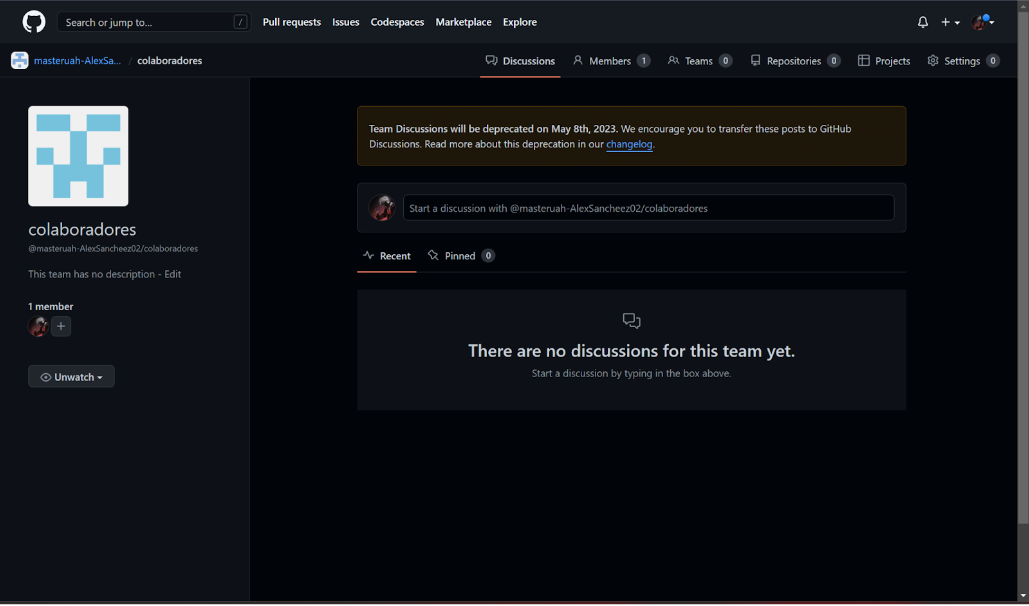 Search or jump to... /
Pull requests Issues Codespaces Marketplace Explore
masteruah-AlexSa... / colaboradores
Discussions Members 1 Teams 0 Repositories 0 Projects Settings 0
colaboradores
@masteruah-AlexSancheez02/colaboradores
This team has no description - Edit
1 member
+
Unwatch
Team Discussions will be deprecated on May 8th, 2023. We encourage you to transfer these posts to GitHub
Discussions. Read more about this deprecation in our changelog.
Start a discussion with @masteruah-AlexSancheez02/colaboradores
Recent Pinned 0
There are no discussions for this team yet.
Start a discussion by typing in the box above.